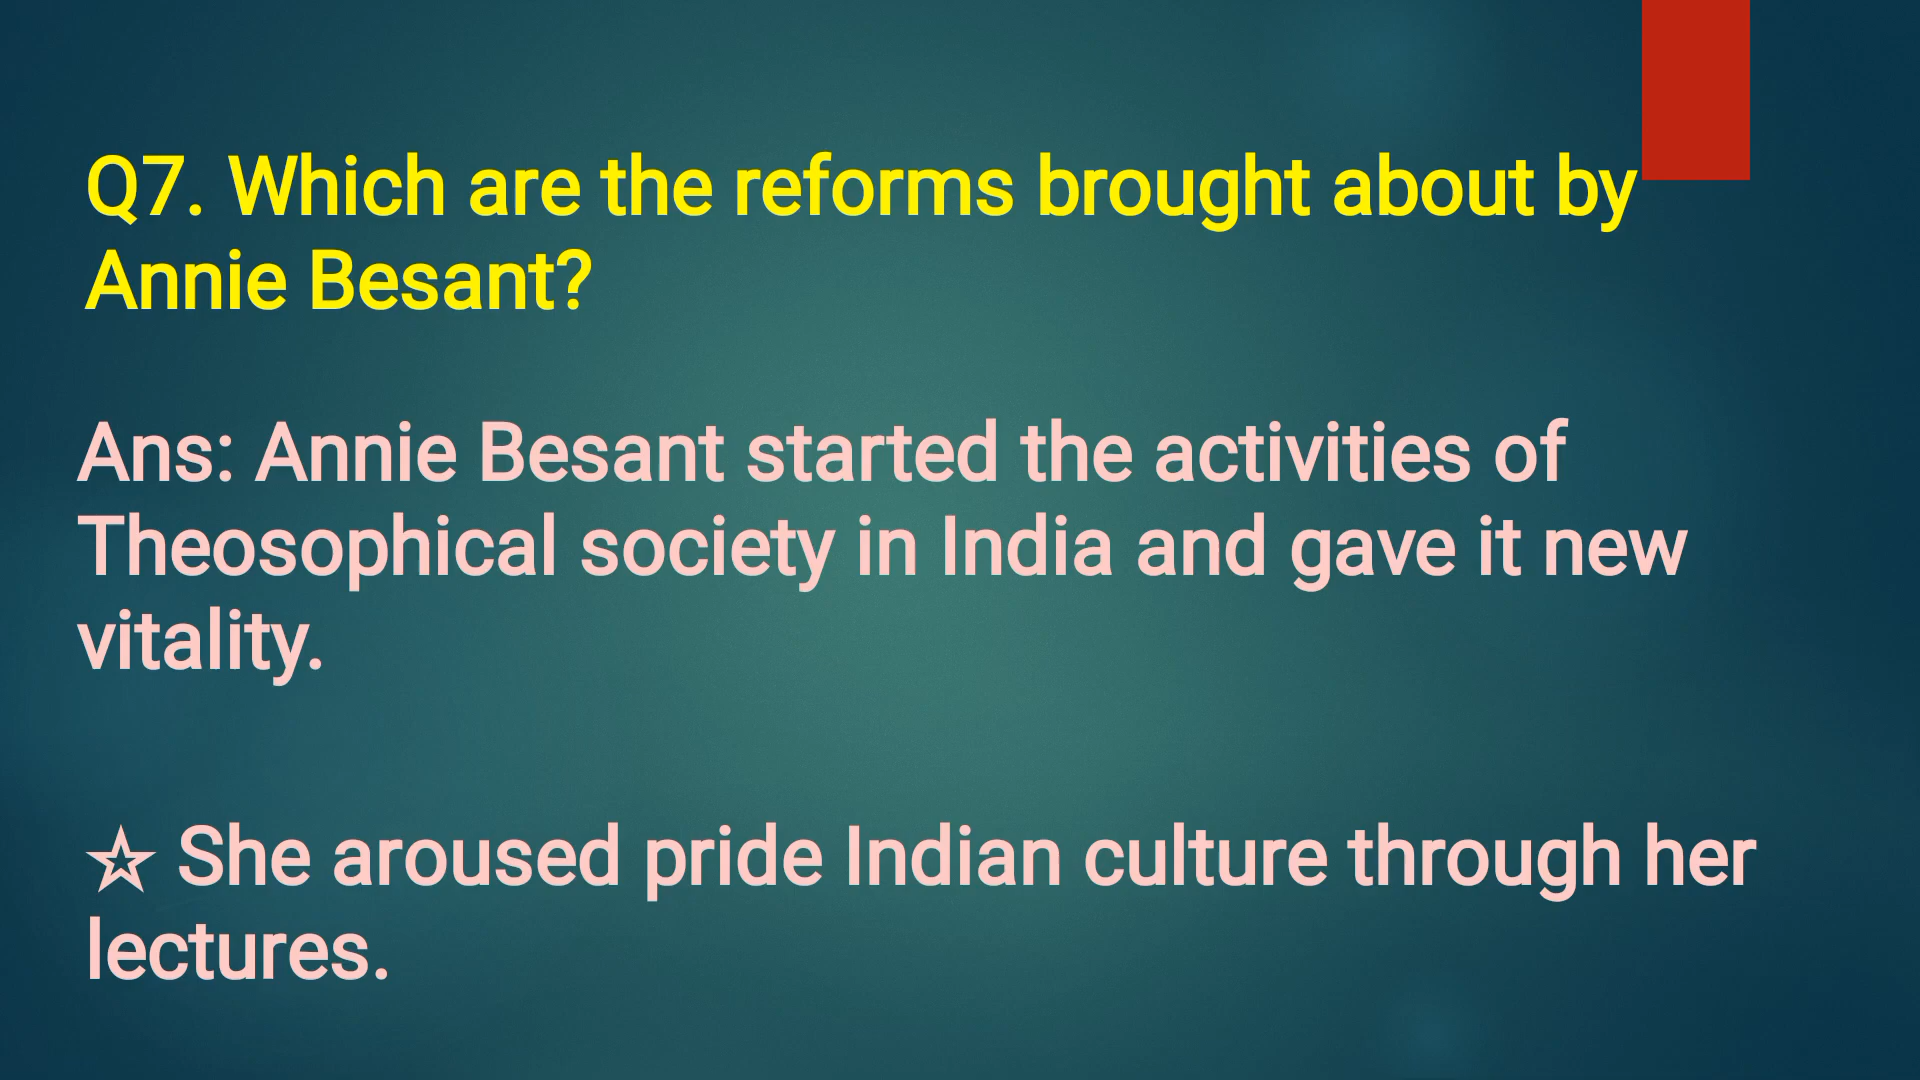 Q7. Which are the reforms brought about by
Annie Besant?
Ans: Annie Besant started the activities of
Theosophical society in India and gave it new
vitality.
☆ She aroused pride Indian culture through her
lectures.